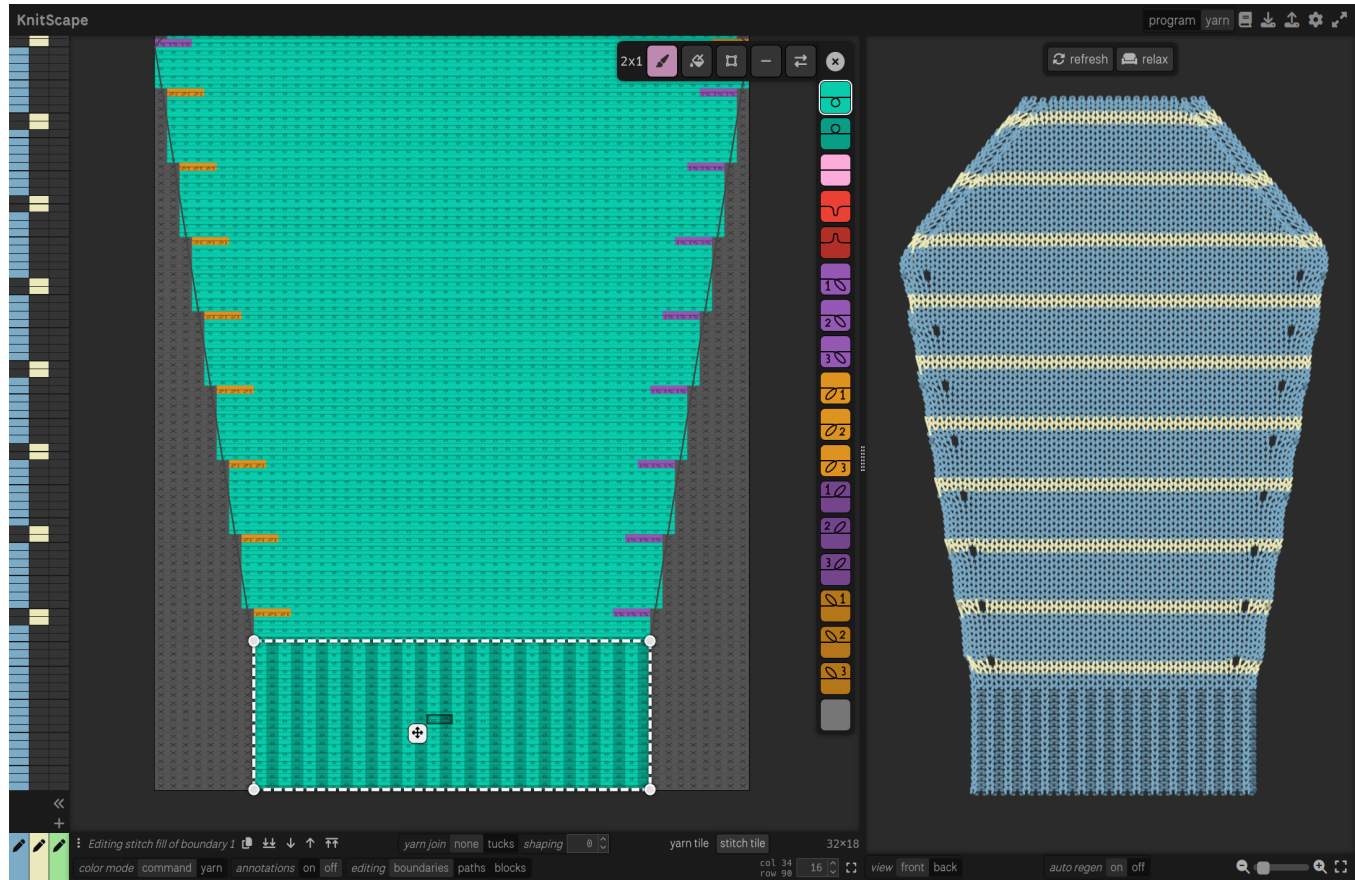 KnitScape
program yarn
2x1
refresh relax
1
2
3
1
2
3
1
2
3
1
2
3
Editing stitch fill of boundary 1
yarn join none tucks shaping 0
yarn tile stitch tile
32×18
color mode command yarn annotations on off editing boundaries paths blocks
col 34
row 90
16
view front back
auto regen on off